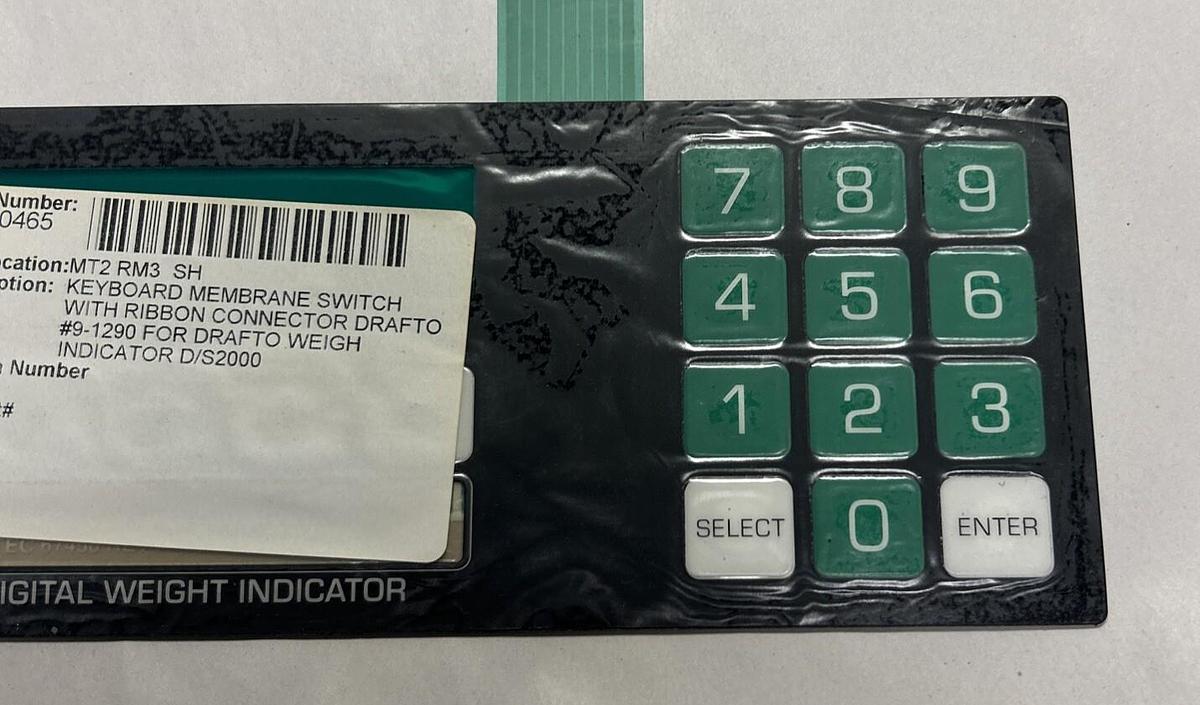 Number:
0465
cation:MT2 RM3 SH
ption: KEYBOARD MEMBRANE SWITCH
WITH RIBBON CONNECTOR DRAFTO
#9-1290 FOR DRAFTO WEIGH
INDICATOR D/S2000
Number
#
IGITAL WEIGHT INDICATOR
7 8 9
4 5 6
1 2 3
SELECT 0 ENTER